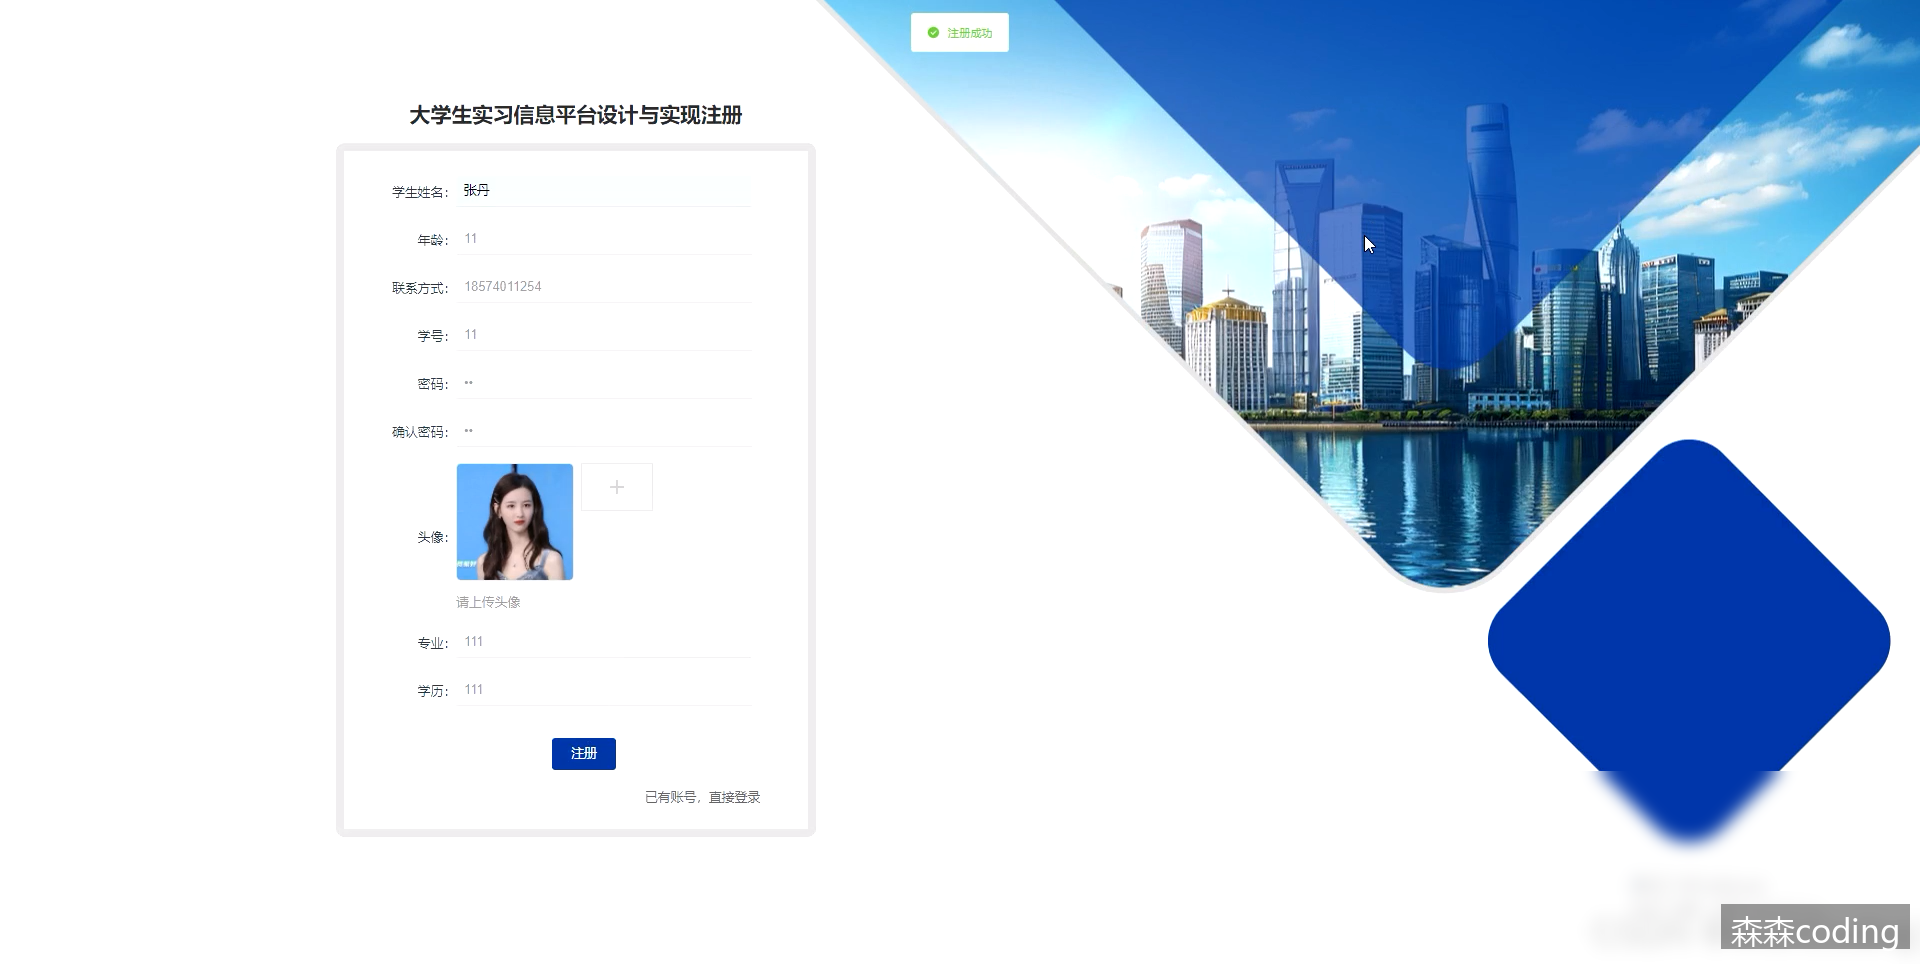 注册成功
大学生实习信息平台设计与实现注册
学生姓名： 张丹
年龄： 11
联系方式： 18574011254
学号： 11
密码： ••
确认密码： ••
头像：
请上传头像
专业： 111
学历： 111
注册
已有账号，直接登录
森森coding